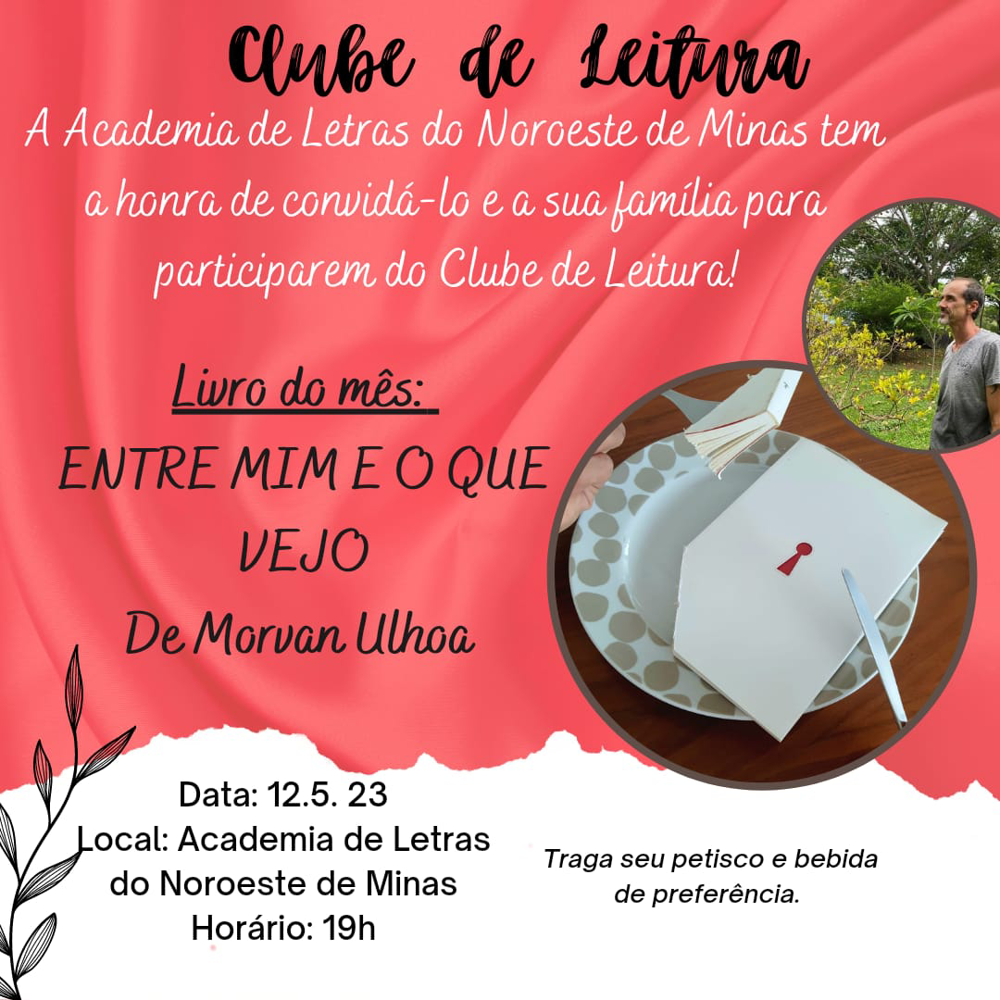 Clube de Leitura
A Academia de Letras do Noroeste de Minas tem
a honra de convidá-lo e a sua família para
participarem do Clube de Leitura!
Livro do mês:
ENTRE MIM E O QUE
VEJO
De Morvan Ulhoa
Data: 12.5. 23
Local: Academia de Letras
do Noroeste de Minas
Horário: 19h
Traga seu petisco e bebida
de preferência.